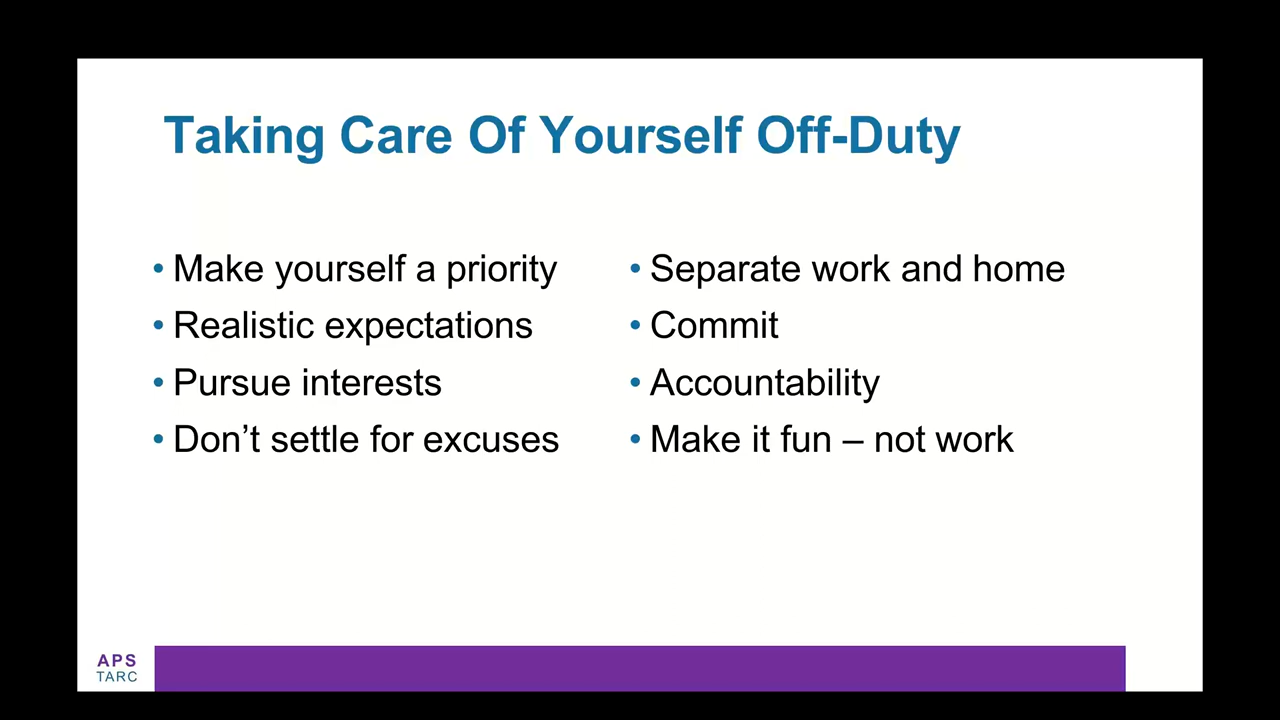 Taking Care Of Yourself Off-Duty
• Make yourself a priority
• Realistic expectations
• Pursue interests
• Don’t settle for excuses
• Separate work and home
• Commit
• Accountability
• Make it fun – not work
APS
TARC